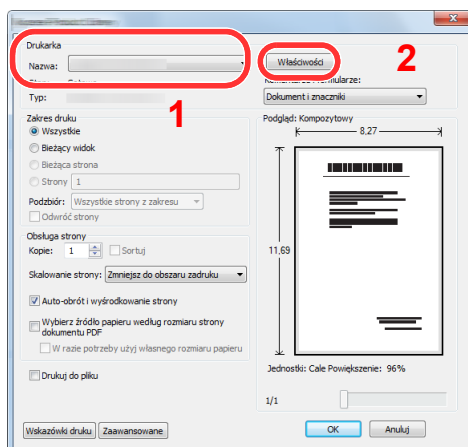 Drukarka
Nazwa:
Właściwości
2
Typ:
1
Dokument i znaczniki
Zakres druku
Wszystkie
Bieżący widok
Bieżąca strona
Strony 1
Podzbiór: Wszystkie strony z zakresu
Odwróć strony
Podgląd: Kompozytowy
8,27
11,69
Obsługa strony
Kopie: 1 Sortuj
Skalowanie strony: Zmniejsz do obszaru zadruku
Auto-obrót i wyśrodkowanie strony
Wybierz źródło papieru według rozmiaru strony
dokumentu PDF
W razie potrzeby użyj własnego rozmiaru papieru
Drukuj do pliku
Jednostki: Cale Powiększenie: 96%
1/1
Wskazówki druku Zaawansowane
OK Anuluj